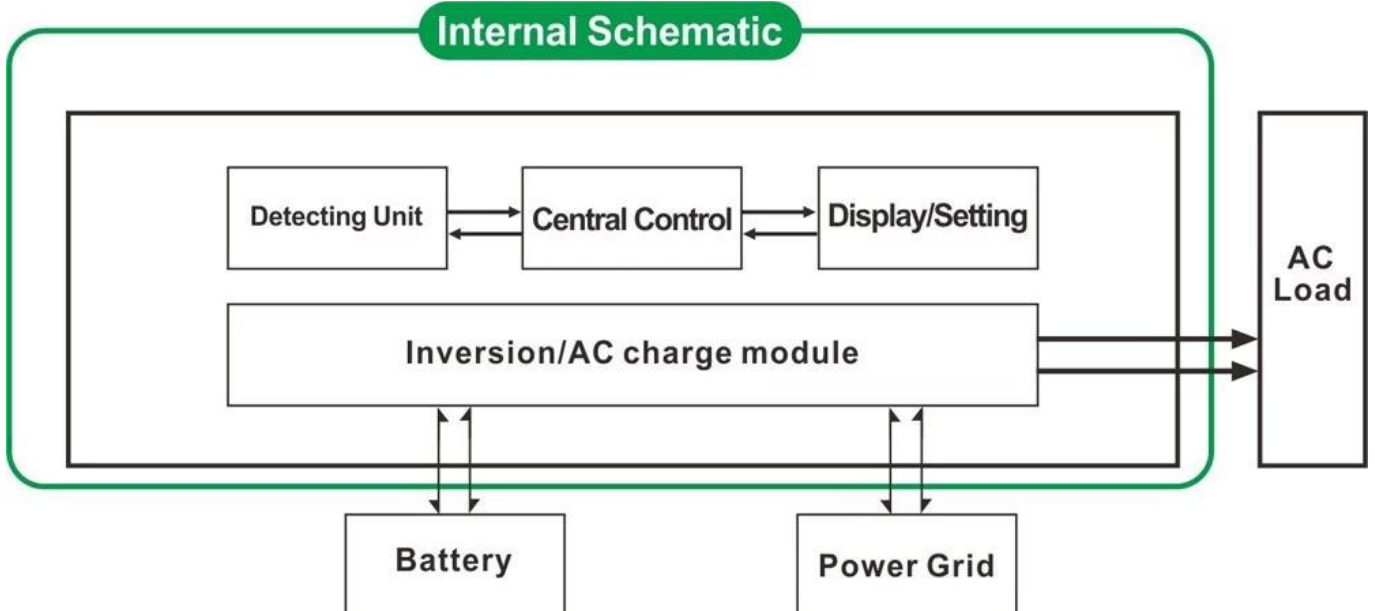 Internal Schematic
Detecting Unit
Central Control
Display/Setting
AC
Load
Inversion/AC charge module
Battery
Power Grid